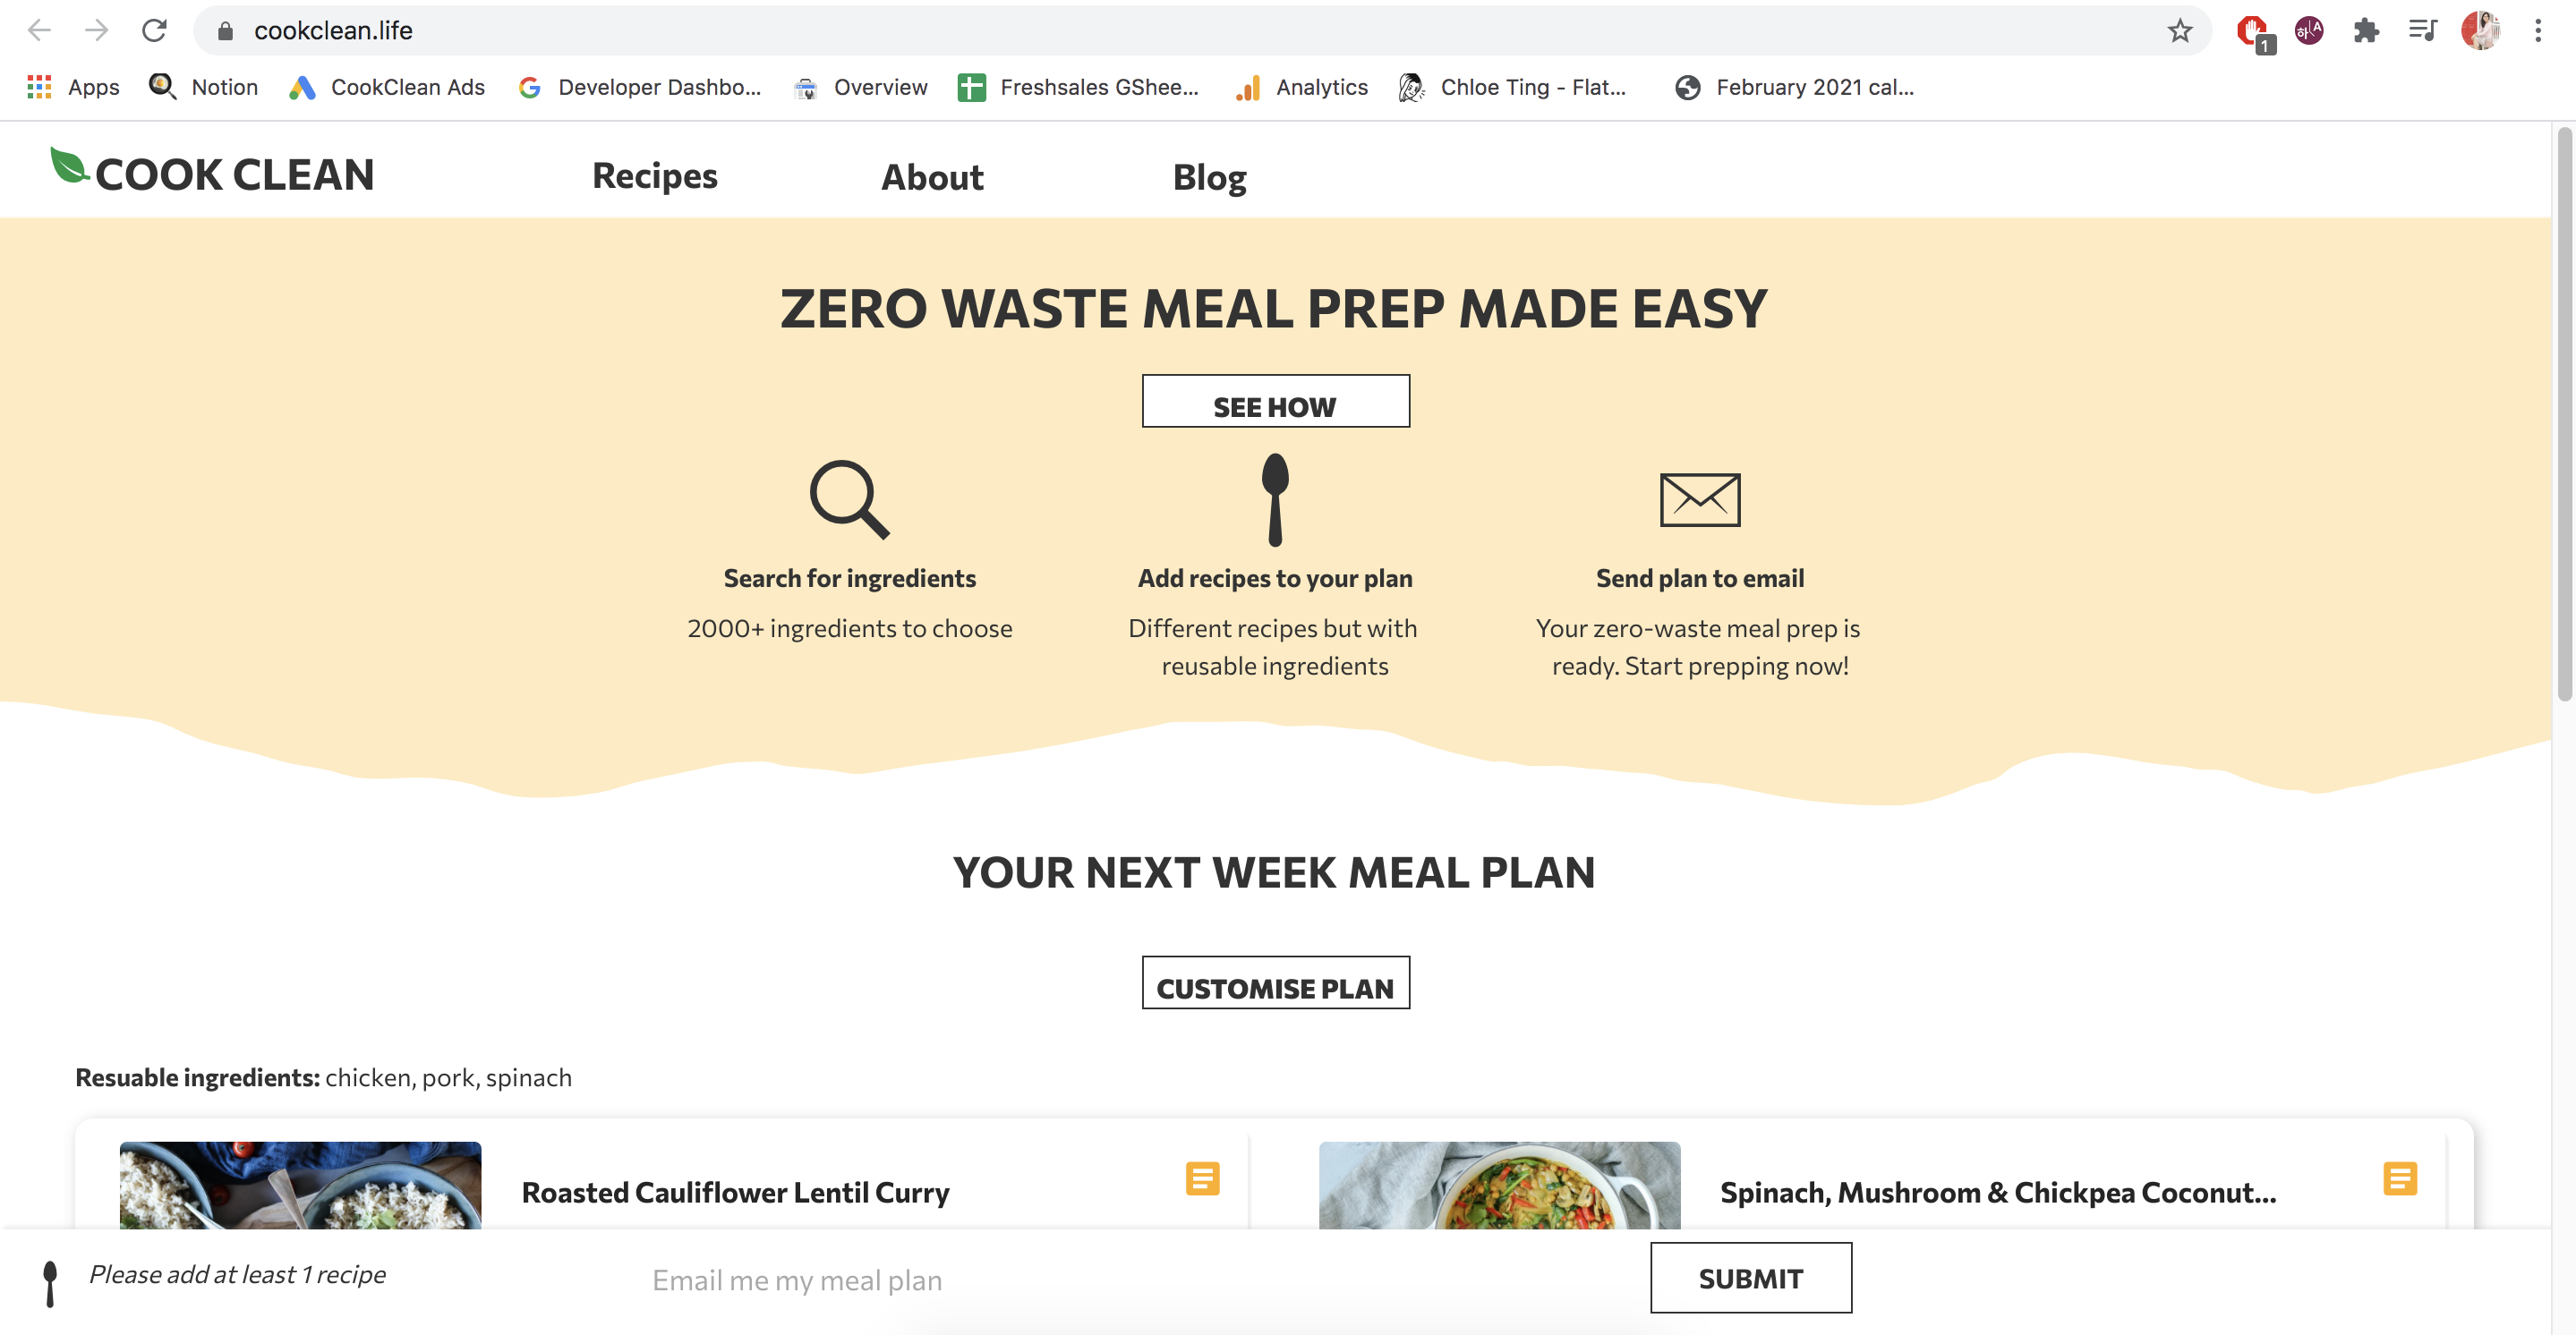 cookclean.life
1
하 A
Apps Notion CookClean Ads Developer Dashbo... Overview Freshsales GShee... Analytics Chloe Ting - Flat... February 2021 cal...
COOK CLEAN Recipes About Blog
ZERO WASTE MEAL PREP MADE EASY
SEE HOW
Search for ingredients
2000+ ingredients to choose
Add recipes to your plan
Different recipes but with
reusable ingredients
Send plan to email
Your zero-waste meal prep is
ready. Start prepping now!
YOUR NEXT WEEK MEAL PLAN
CUSTOMISE PLAN
Resuable ingredients: chicken, pork, spinach
Roasted Cauliflower Lentil Curry
Spinach, Mushroom & Chickpea Coconut...
Please add at least 1 recipe
Email me my meal plan
SUBMIT